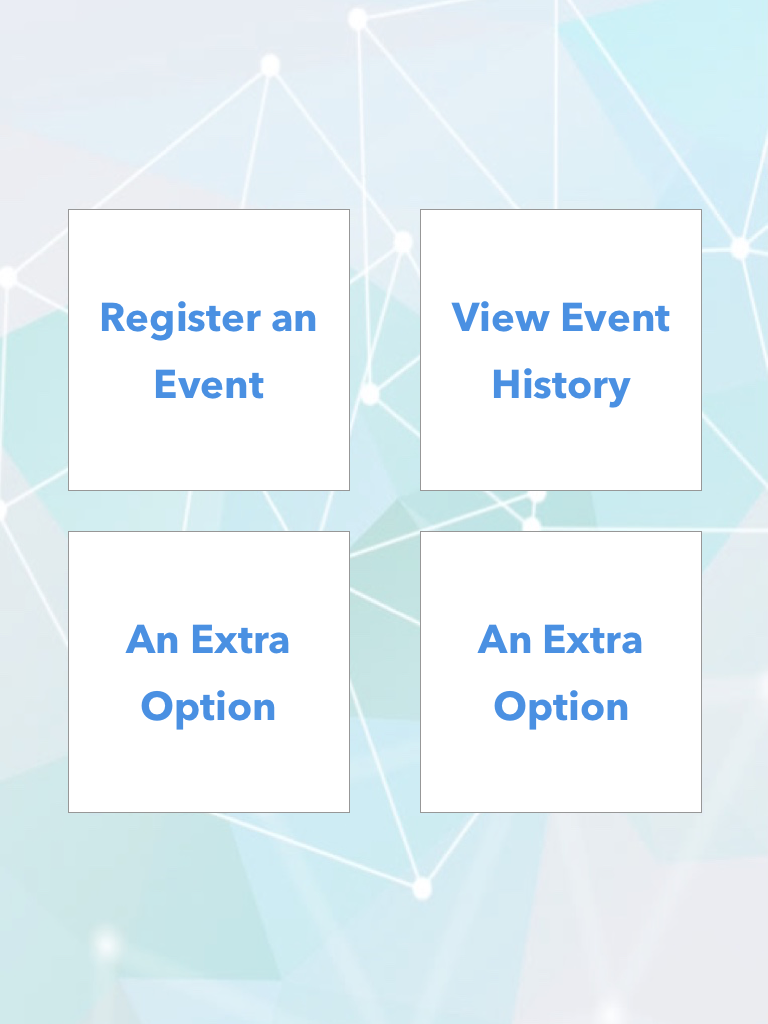 Register an
Event
View Event
History
An Extra
Option
An Extra
Option